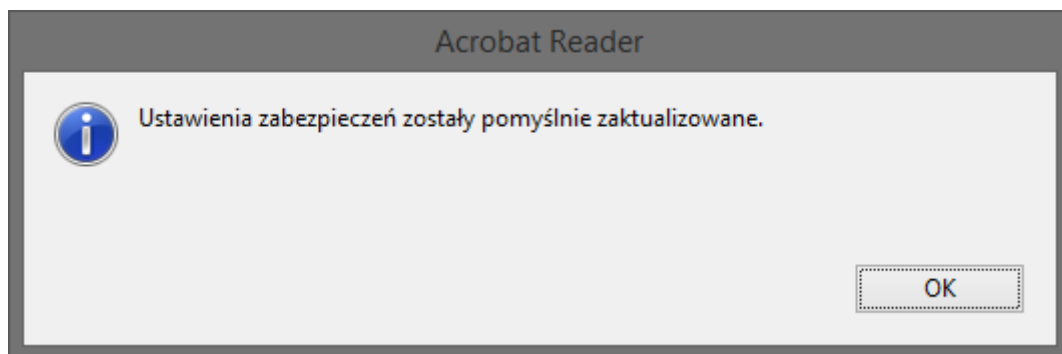 Acrobat Reader
Ustawienia zabezpieczeń zostały pomyślnie zaktualizowane.
OK